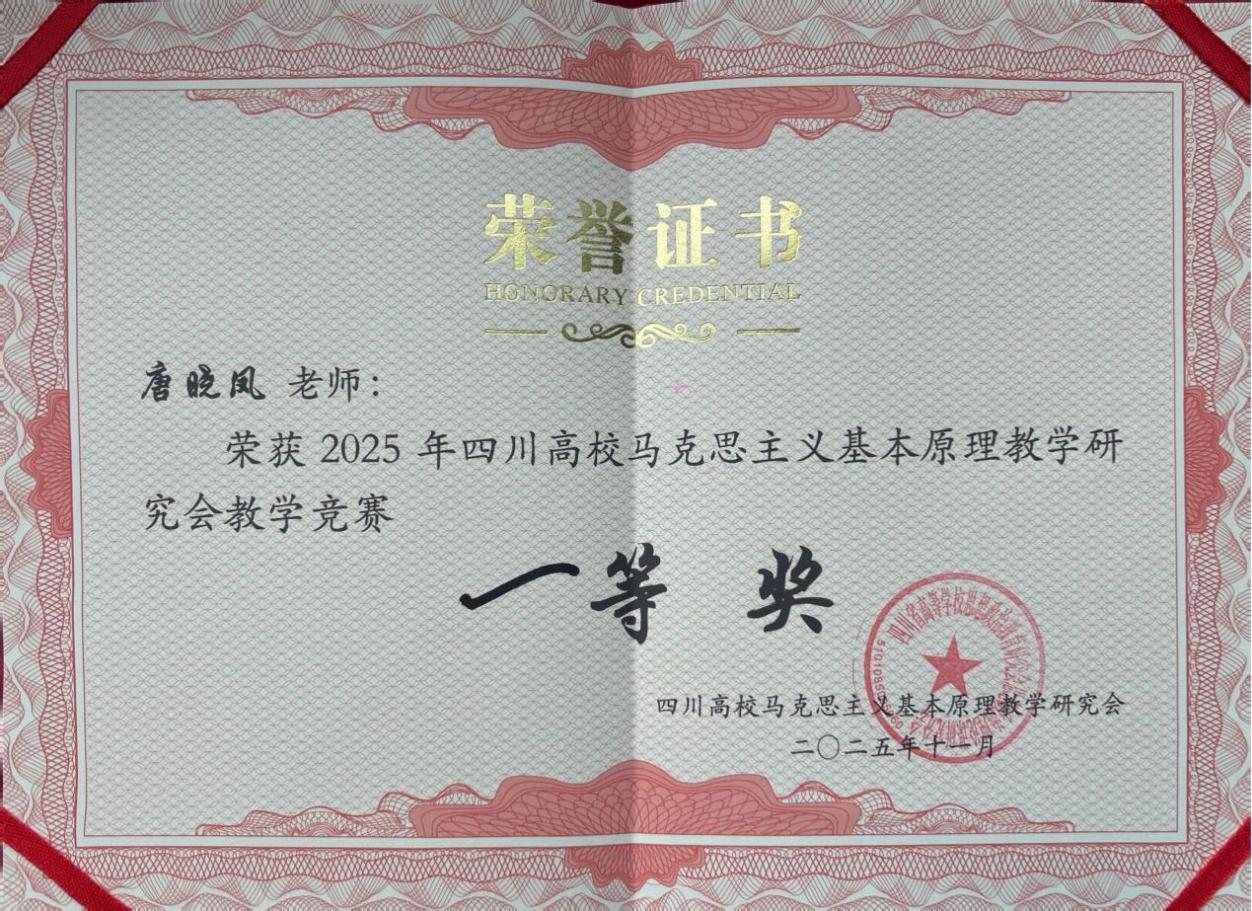 荣誉证书
HONORARY CREDENTIAL
唐晓凤 老师：
荣获 2025 年四川高校马克思主义基本原理教学研
究会教学竞赛
一等 奖
四川高校马克思主义基本原理教学研究会
二〇二五年十一月